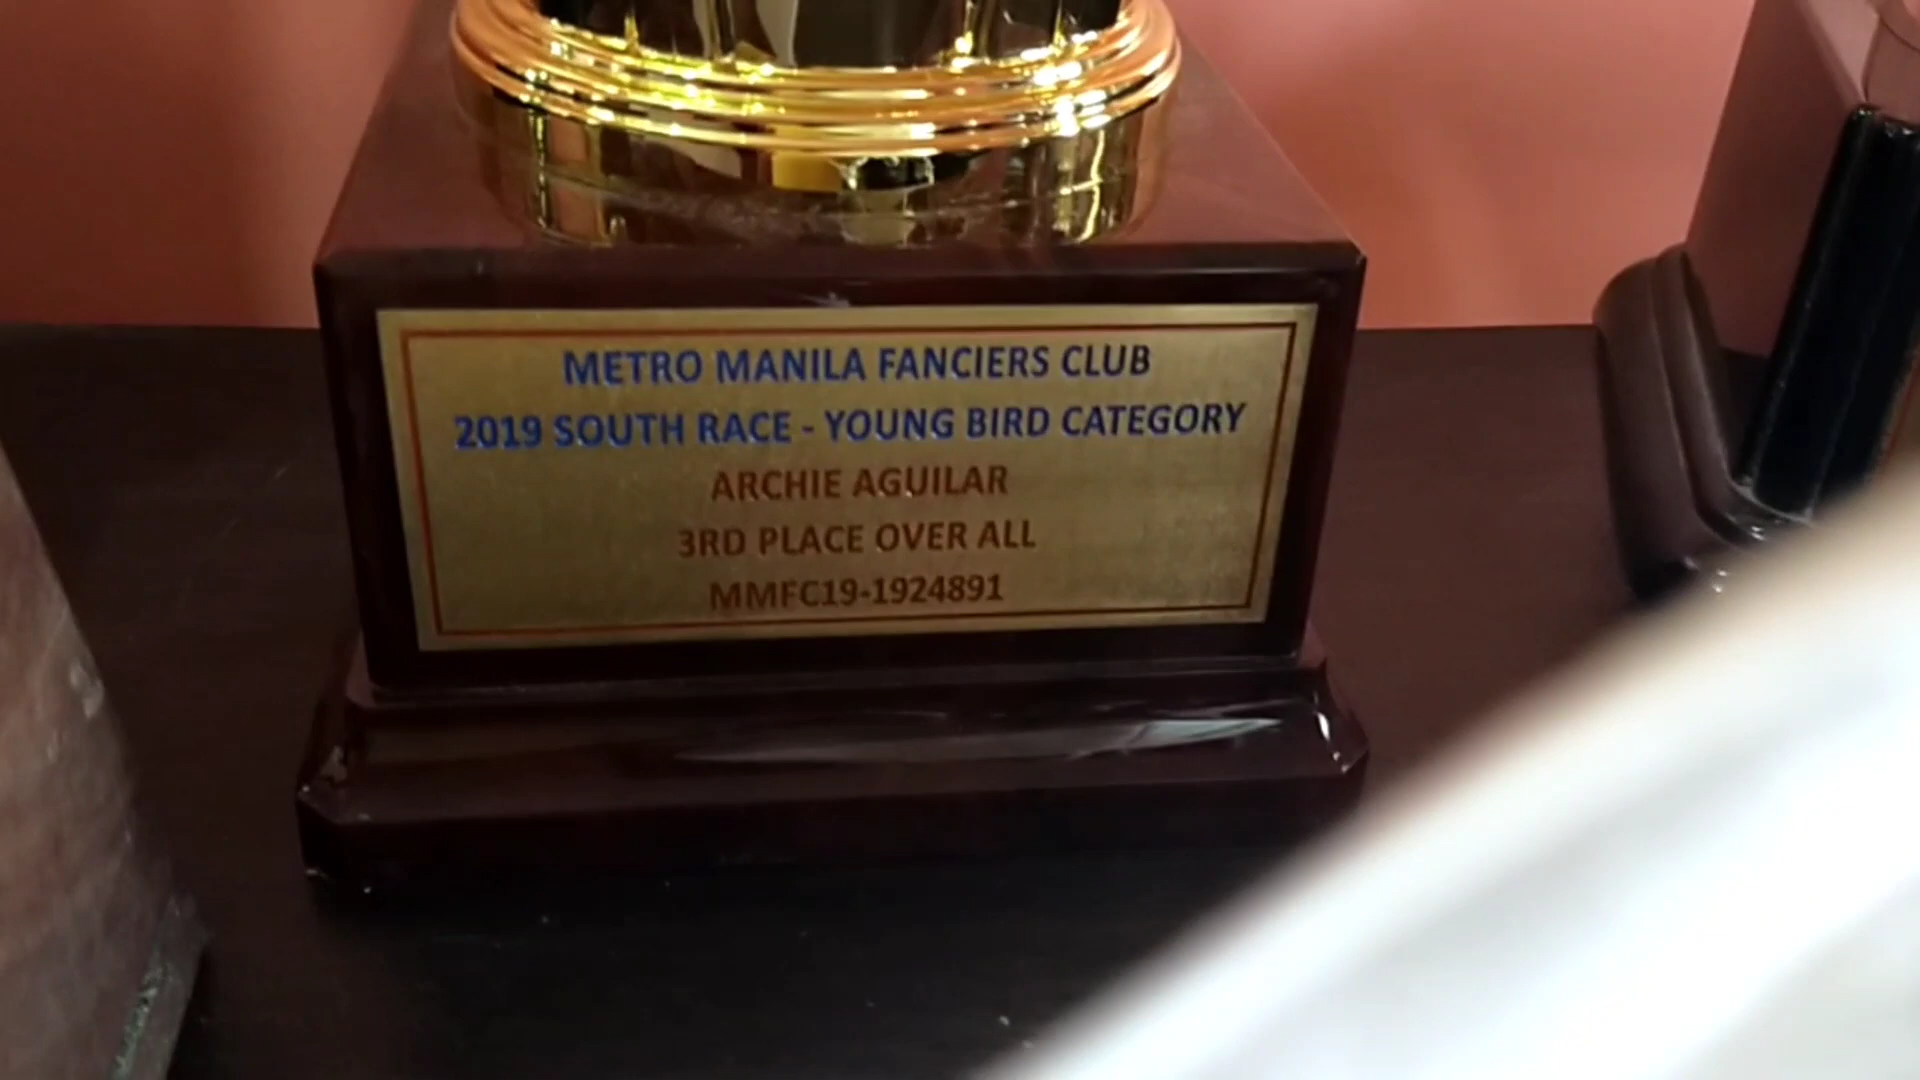 METRO MANILA FANCIERS CLUB
2019 SOUTH RACE - YOUNG BIRD CATEGORY
ARCHIE AGUILAR
3RD PLACE OVER ALL
MMFC19-1924891